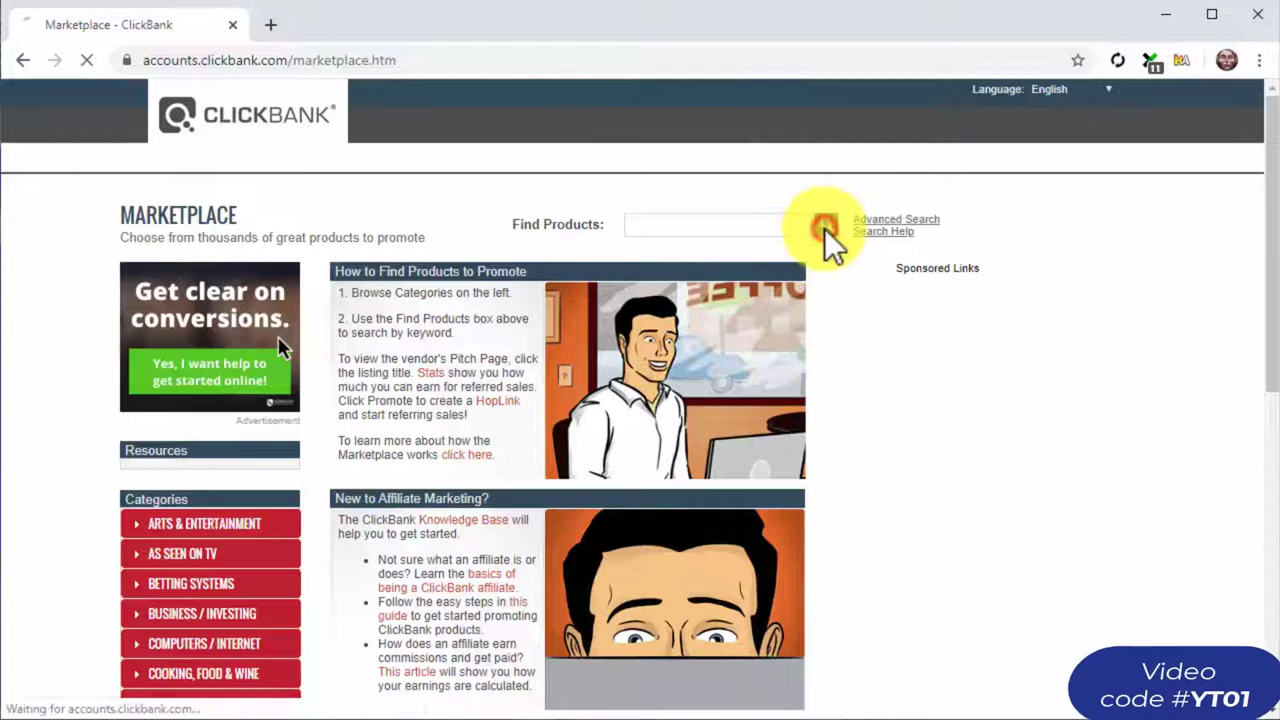 Marketplace - ClickBank
accounts.clickbank.com/marketplace.htm
11
HA
Language: English
CLICKBANK®
MARKETPLACE
Choose from thousands of great products to promote
Find Products:
Advanced Search
Search Help
Sponsored Links
Get clear on
conversions.
Yes, I want help to
get started online!
Advertisement
Resources
Categories
ARTS & ENTERTAINMENT
AS SEEN ON TV
BETTING SYSTEMS
BUSINESS / INVESTING
COMPUTERS / INTERNET
COOKING, FOOD & WINE
How to Find Products to Promote
1. Browse Categories on the left.
2. Use the Find Products box above
to search by keyword.
To view the vendor's Pitch Page, click
the listing title. Stats show you how
much you can earn for referred sales.
Click Promote to create a HopLink
and start referring sales!
To learn more about how the
Marketplace works click here.
COFFEE
New to Affiliate Marketing?
The ClickBank Knowledge Base will
help you to get started.
Not sure what an affiliate is or
does? Learn the basics of
being a ClickBank affiliate.
Follow the easy steps in this
guide to get started promoting
ClickBank products.
How does an affiliate earn
commissions and get paid?
This article will show you how
your earnings are calculated.
Waiting for accounts.clickbank.com...
Video
code #YT01